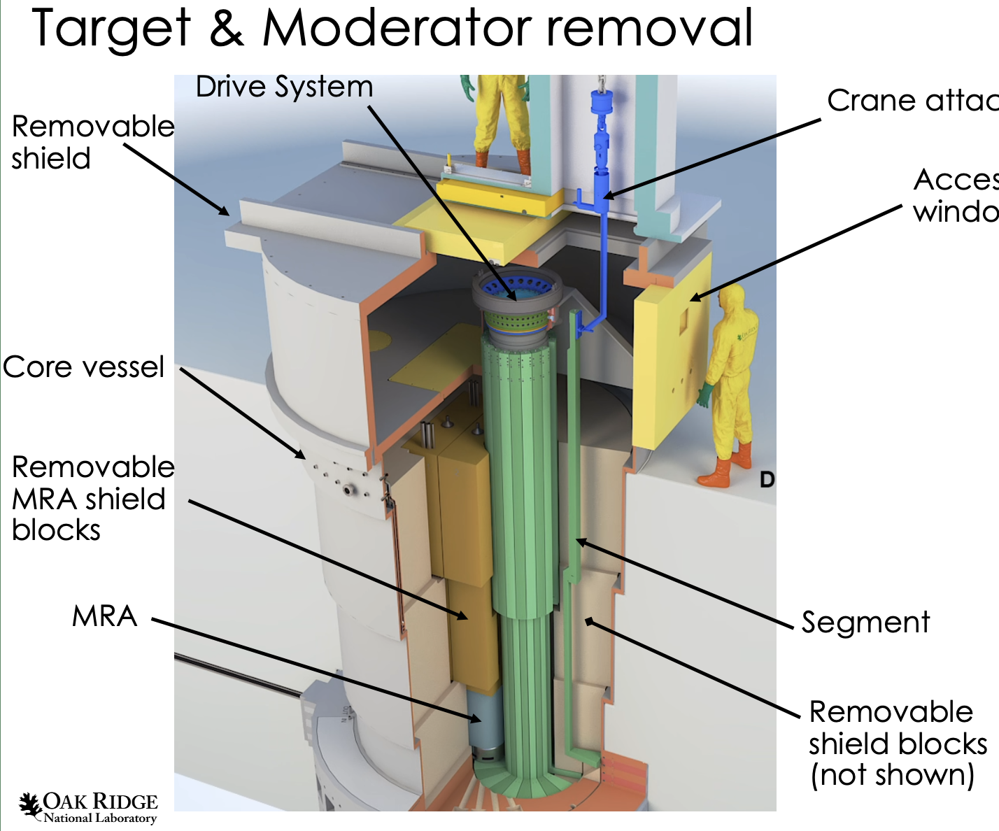 Target & Moderator removal
Drive System
Removable
shield
Crane attac
Acces
windo
Core vessel
Removable
MRA shield
blocks
MRA
Segment
Removable
shield blocks
(not shown)
D
OAK RIDGE
National Laboratory